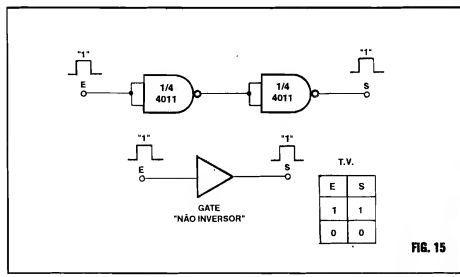 "1"
"1"
E
1/4
4011
1/4
4011
S
"1"
"1"
E
S
GATE
"NÃO INVERSOR"
T.V.
E S
1 1
0 0
FIG. 15